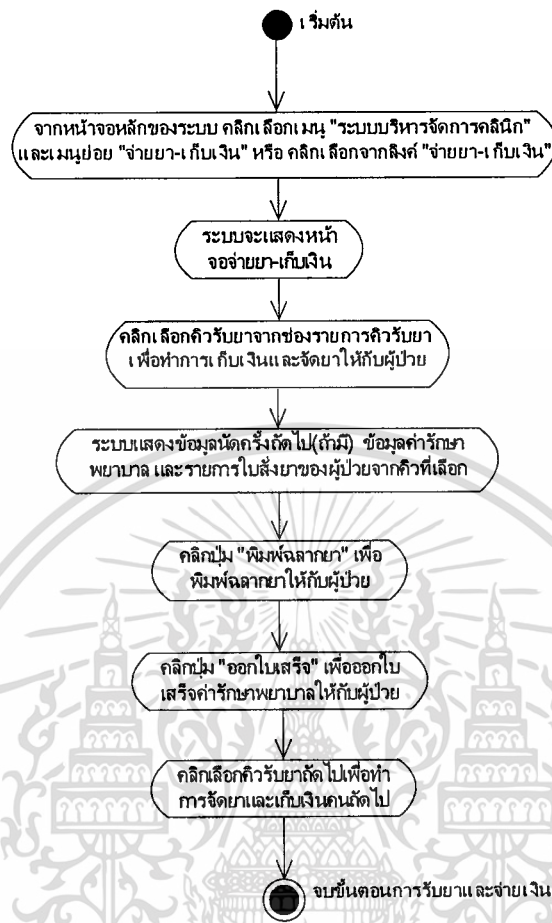 เริ่มต้น
จากหน้าจอหลักของระบบ คลิกเลือกเมนู "ระบบบริหารจัดการคลินิก"
และเมนูย่อย "จ่ายยา-เก็บเงิน" หรือ คลิกเลือกจากลิงค์ "จ่ายยา-เก็บเงิน"
ระบบจะแสดงหน้า
จอจ่ายยา-เก็บเงิน
คลิกเลือกคิวรับยาจากช่องรายการคิวรับยา
เพื่อทำการเก็บเงินและจัดยาให้กับผู้ป่วย
ระบบแสดงข้อมูลนัดครั้งถัดไป(ถ้ามี) ข้อมูลค่ารักษา
พยาบาล และรายการใบสั่งยาของผู้ป่วยจากคิวที่เลือก
คลิกปุ่ม "พิมพ์ฉลากยา" เพื่อ
พิมพ์ฉลากยาให้กับผู้ป่วย
คลิกปุ่ม "ออกใบเสร็จ" เพื่อออกใบ
เสร็จค่ารักษาพยาบาลให้กับผู้ป่วย
คลิกเลือกคิวรับยาถัดไปเพื่อทำ
การจัดยาและเก็บเงินคนถัดไป
จบขั้นตอนการรับยาและจ่ายเงิน